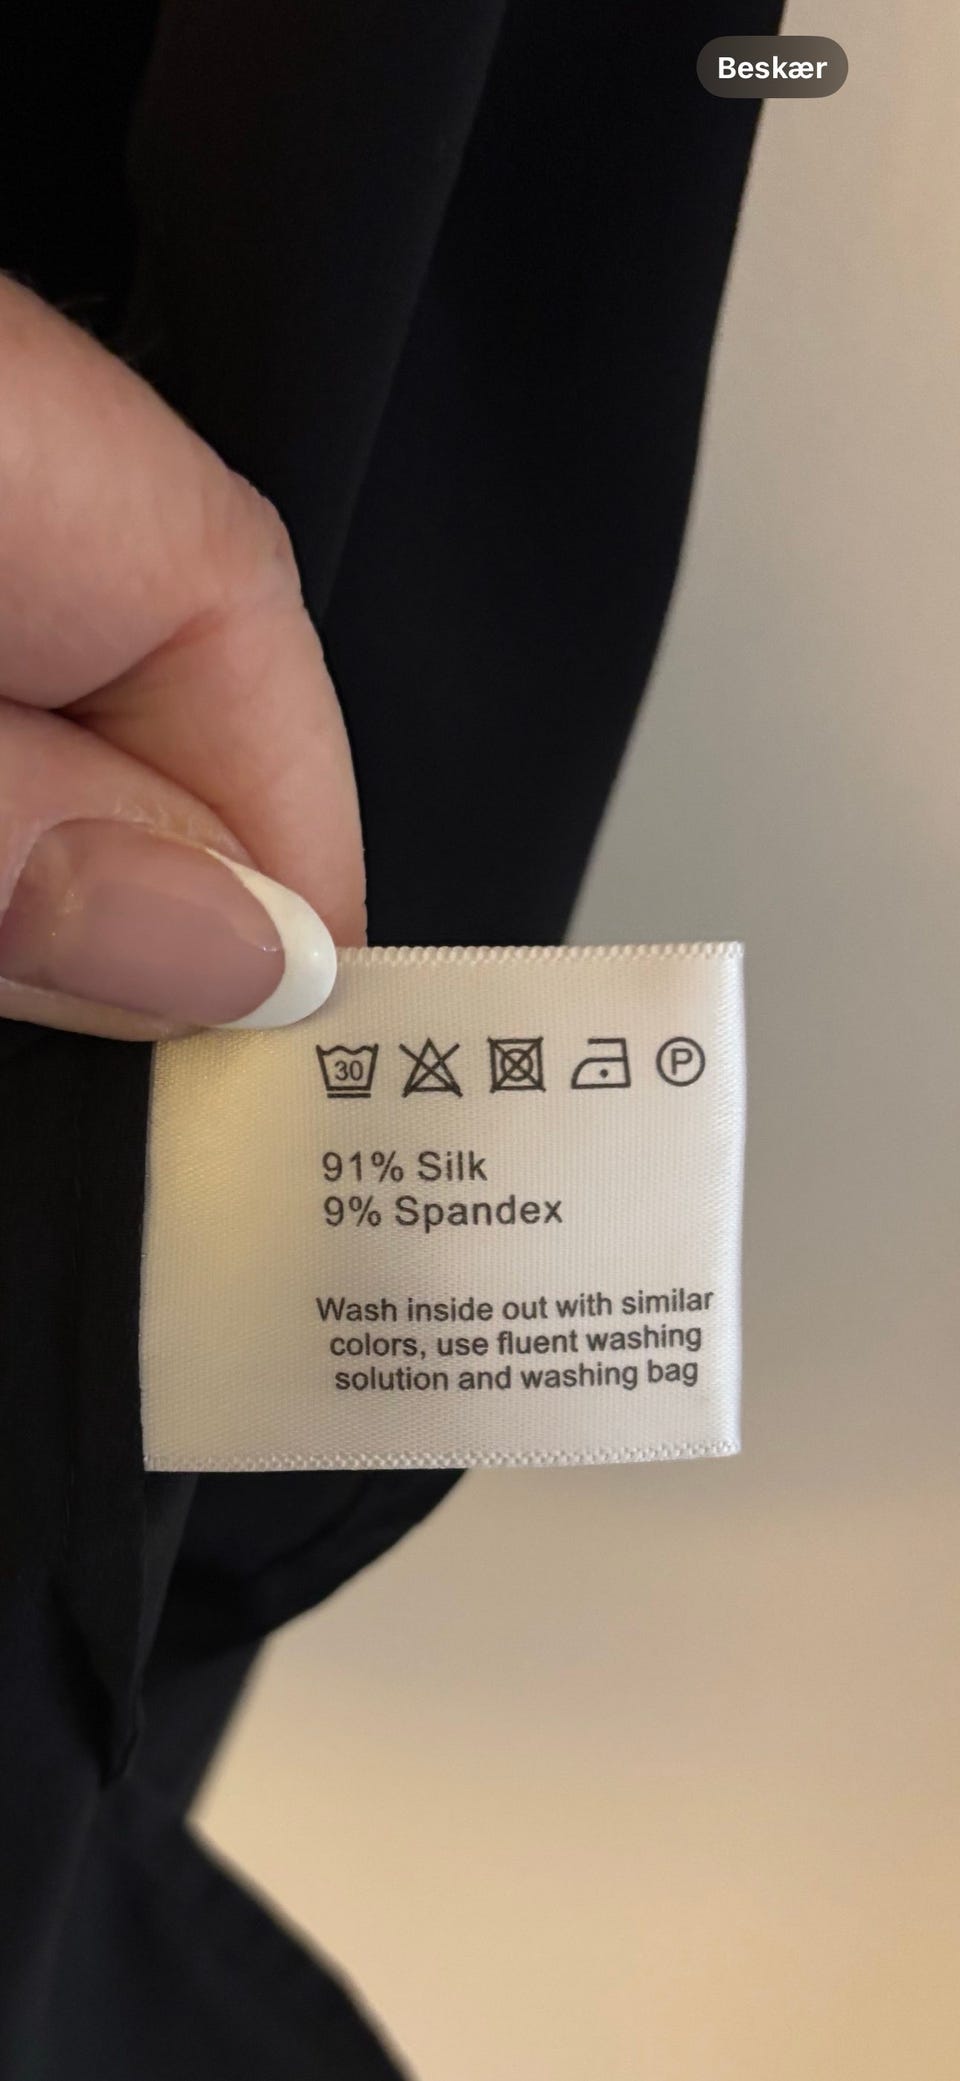 Beskær
30
P
91% Silk
9% Spandex
Wash inside out with similar
colors, use fluent washing
solution and washing bag